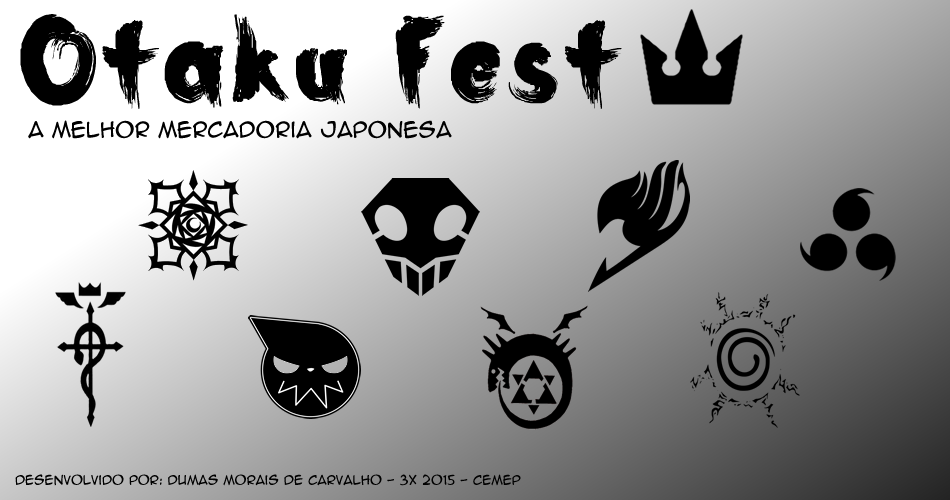 Otaku Fest
A MELHOR MERCADORIA JAPONESA
DESENVOLVIDO POR: DUMAS MORAIS DE CARVALHO - 3X 2015 - CEMEP